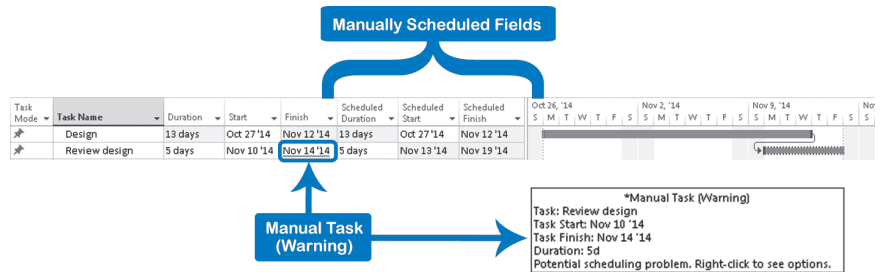 Manually Scheduled Fields
Task Mode Task Name Duration Start Finish Scheduled Duration Scheduled Start Scheduled Finish
Oct 26, '14 Nov 2, '14 Nov 9, '14 Nov
S M T W T F S S M T W T F S S M T W T F S S
Design 13 days Oct 27 '14 Nov 12 '14 13 days Oct 27 '14 Nov 12 '14
Review design 5 days Nov 10 '14 Nov 14 '14 5 days Nov 13 '14 Nov 19 '14
Manual Task
(Warning)
*Manual Task (Warning)
Task: Review design
Task Start: Nov 10 '14
Task Finish: Nov 14 '14
Duration: 5d
Potential scheduling problem. Right-click to see options.